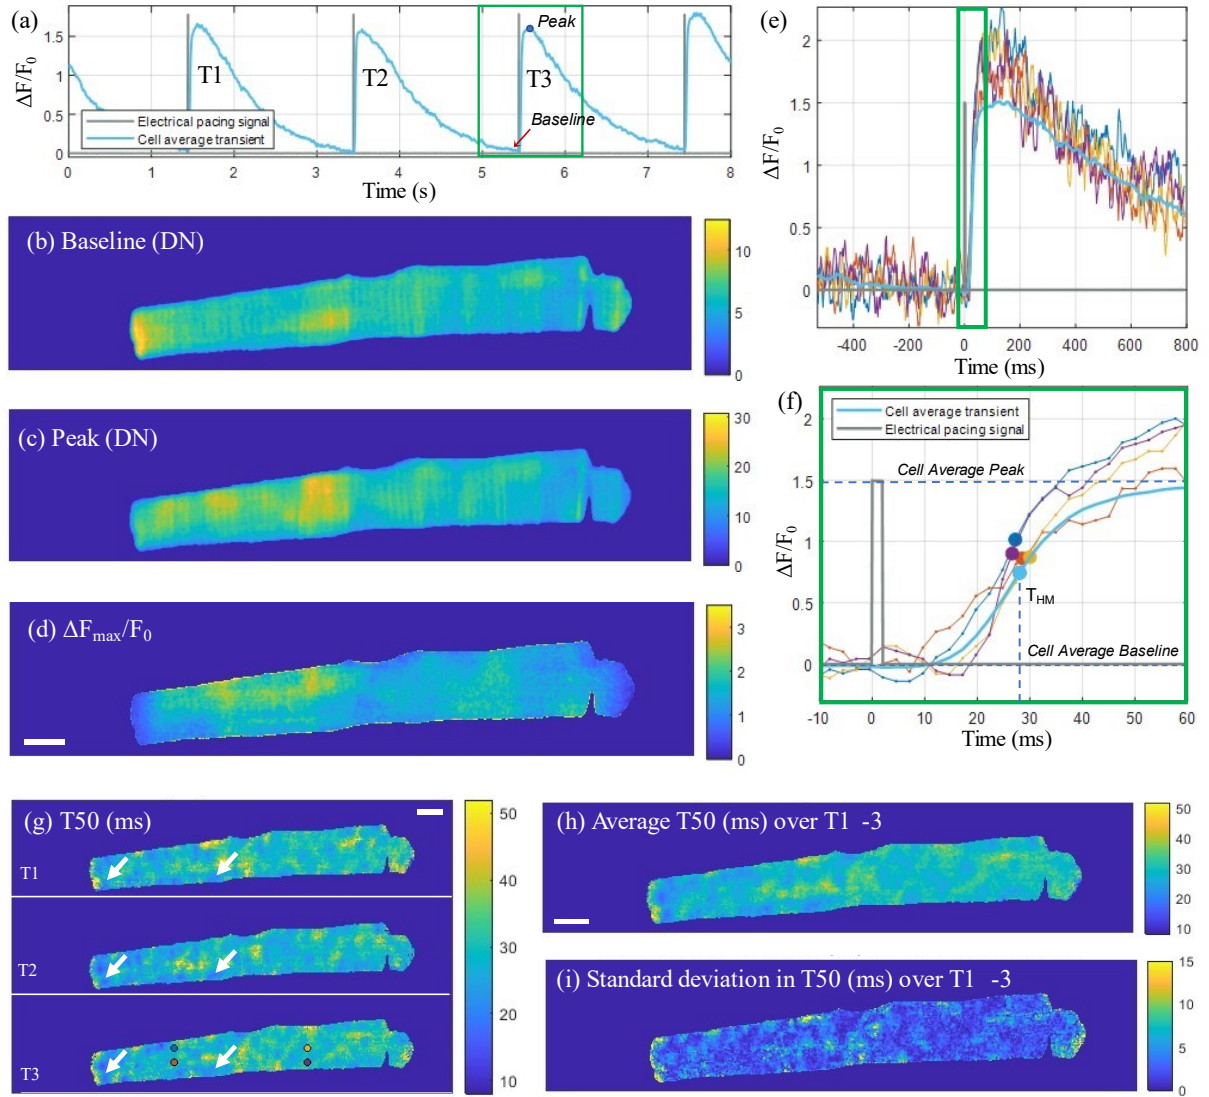 (a)
ΔF/F0
1.5
1
0.5
0
T1
T2
T3
Peak
Baseline
Electrical pacing signal
Cell average transient
0 1 2 3 4 5 6 7 8
Time (s)
(b) Baseline (DN)
10
5
0
(c) Peak (DN)
30
20
10
0
(d) ΔFmax/F0
3
2
1
0
(e)
ΔF/F0
2
1.5
1
0.5
0
-400 -200 0 200 400 600 800
Time (ms)
(f)
ΔF/F0
2
1.5
1
0.5
0
Cell average transient
Electrical pacing signal
Cell Average Peak
THM
Cell Average Baseline
-10 0 10 20 30 40 50 60
Time (ms)
(g) T50 (ms)
T1
T2
T3
50
40
30
20
10
(h) Average T50 (ms) over T1 -3
50
40
30
20
10
(i) Standard deviation in T50 (ms) over T1 -3
15
10
5
0